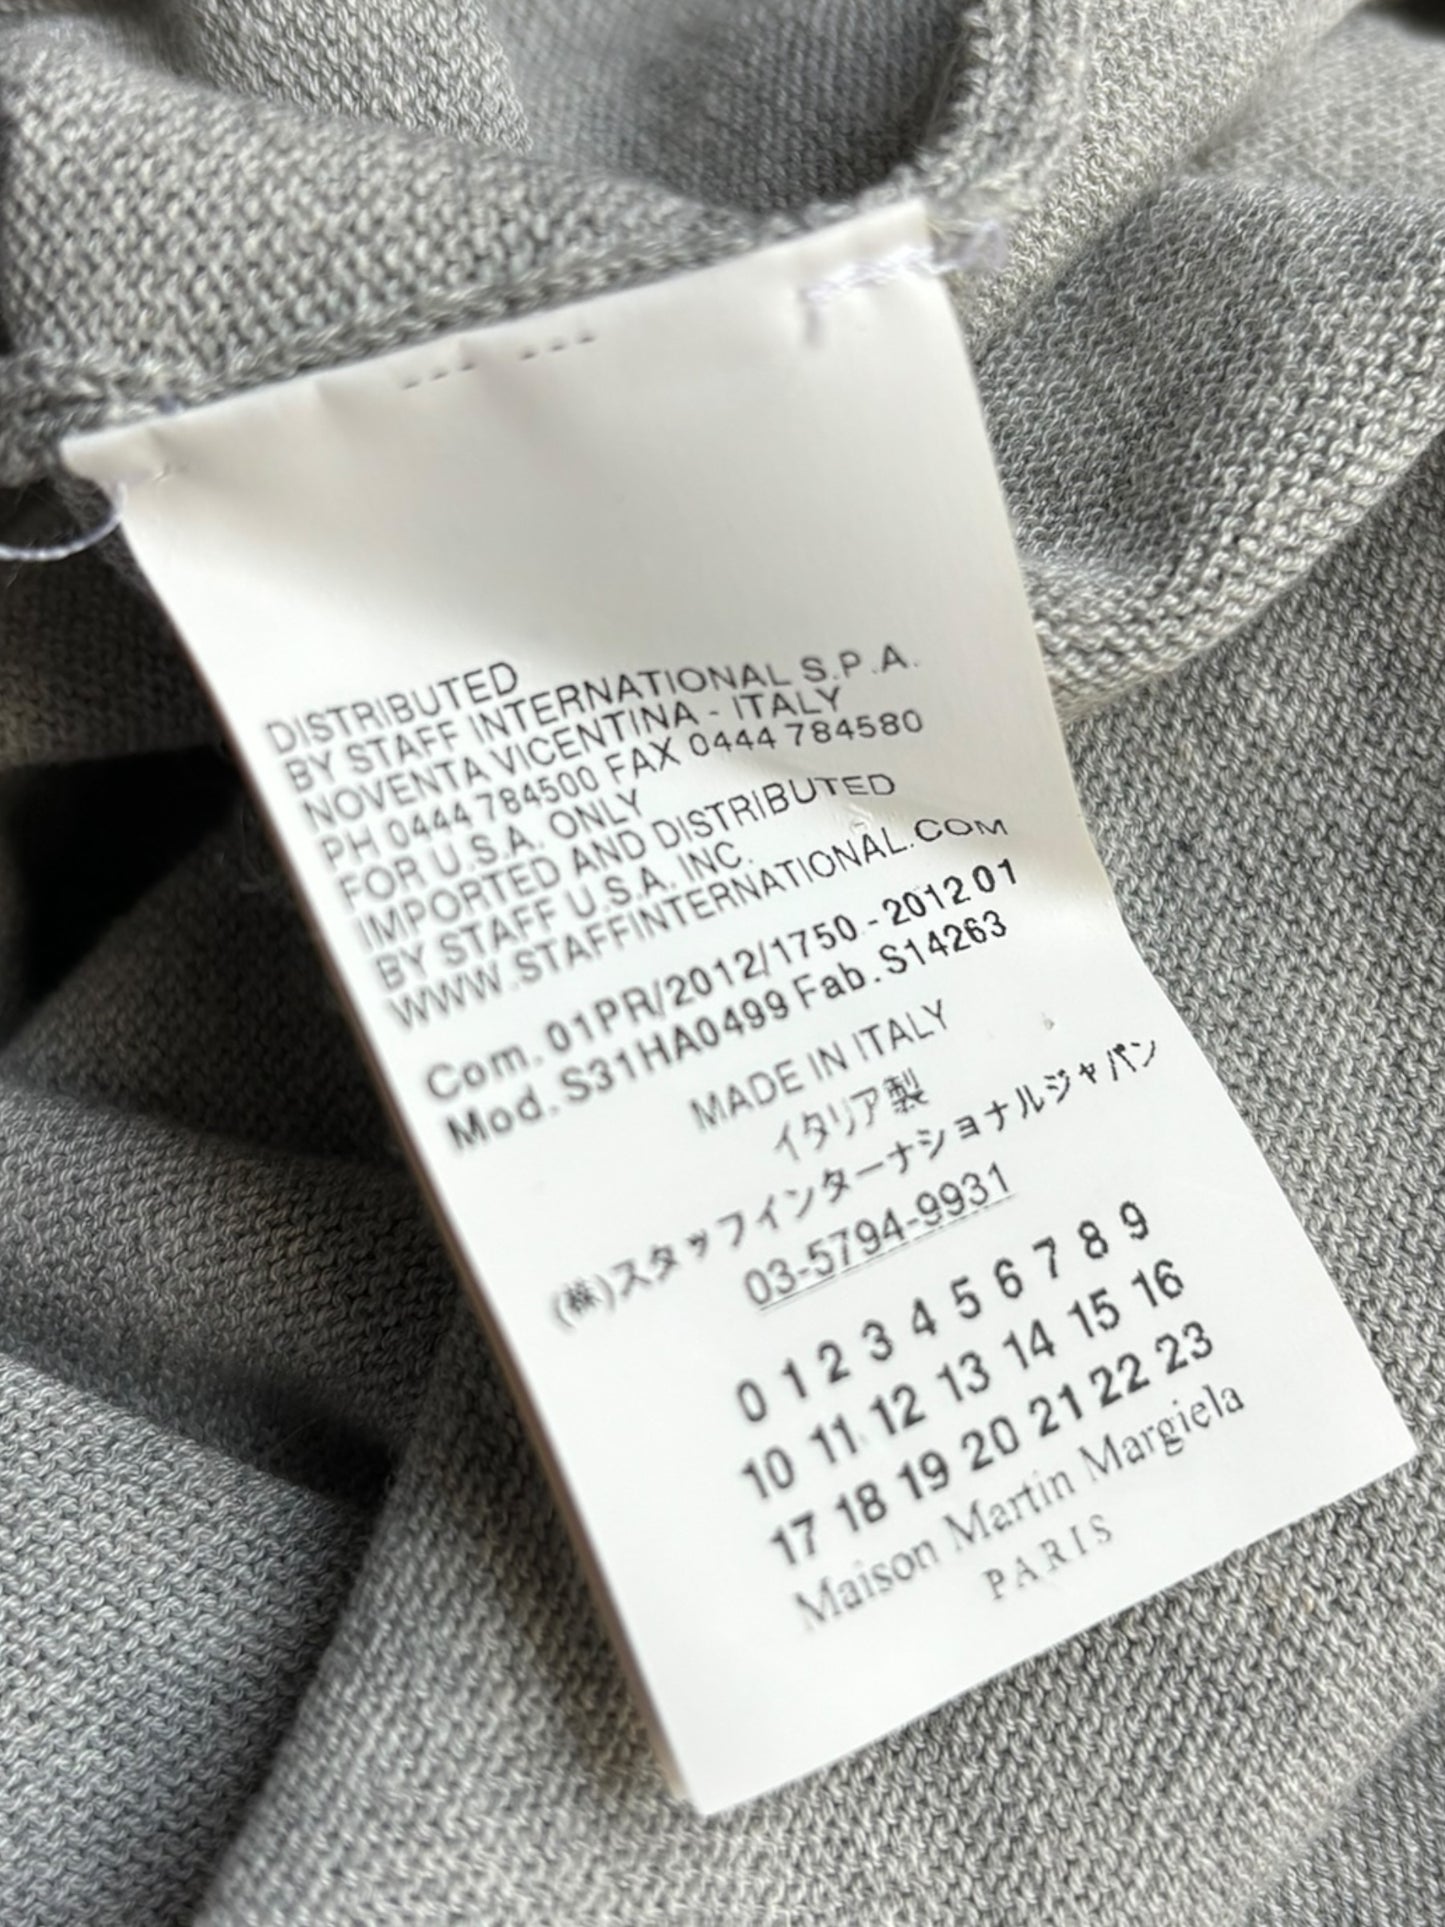 DISTRIBUTED
BY STAFF INTERNATIONAL S.P.A.
NOVENTA VICENTINA - ITALY
PH 0444 784500 FAX 0444 784580
FOR U.S.A. ONLY
IMPORTED AND DISTRIBUTED
BY STAFF U.S.A. INC.
WWW.STAFFINTERNATIONAL.COM
Com. 01PR/2012/1750 - 2012 01
Mod. S31HA0499 Fab. S14263
MADE IN ITALY
イタリア製
(株)スタッフインターナショナルジャパン
03-5794-9931
0 1 2 3 4 5 6 7 8 9
10 11 12 13 14 15 16
17 18 19 20 21 22 23
Maison Martin Margiela
PARIS